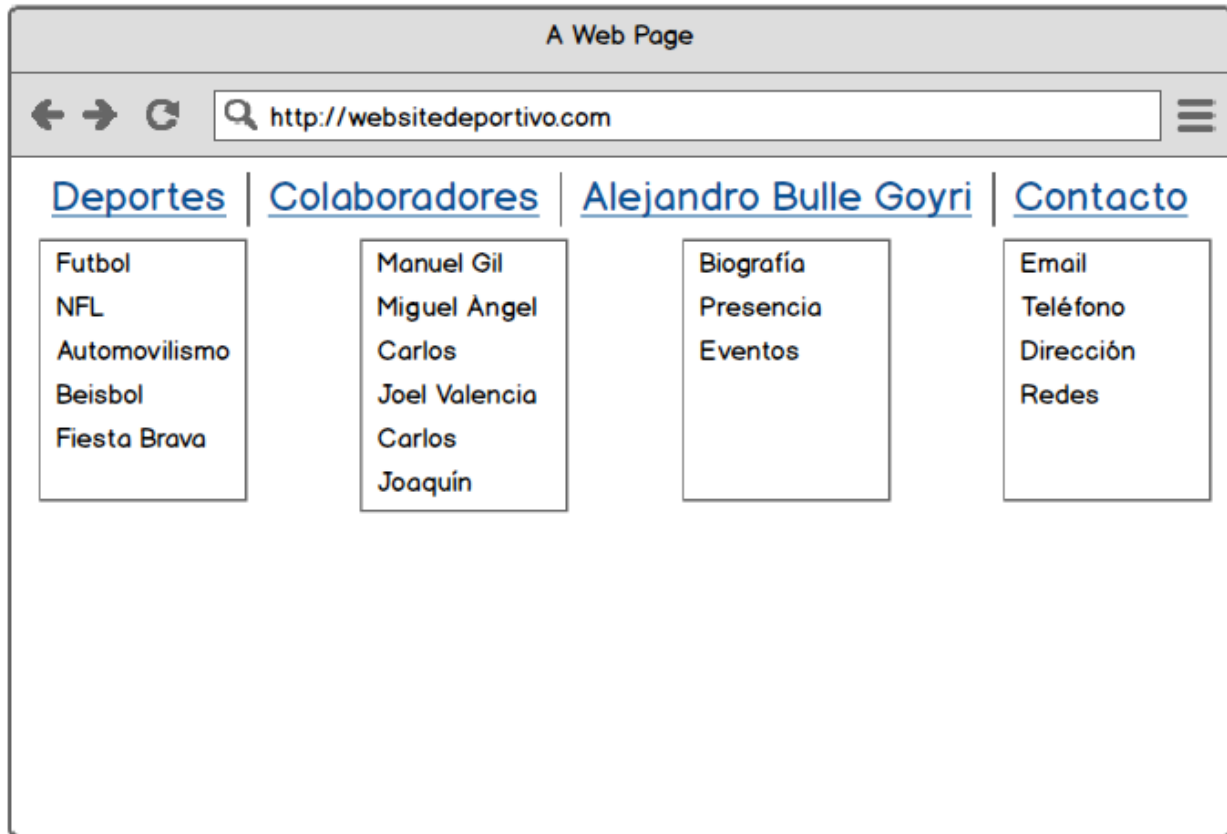 A Web Page
http://websitedeportivo.com
Deportes | Colaboradores | Alejandro Bulle Goyri | Contacto
Futbol
NFL
Automovilismo
Beisbol
Fiesta Brava
Manuel Gil
Miguel Àngel
Carlos
Joel Valencia
Carlos
Joaquín
Biografía
Presencia
Eventos
Email
Teléfono
Dirección
Redes